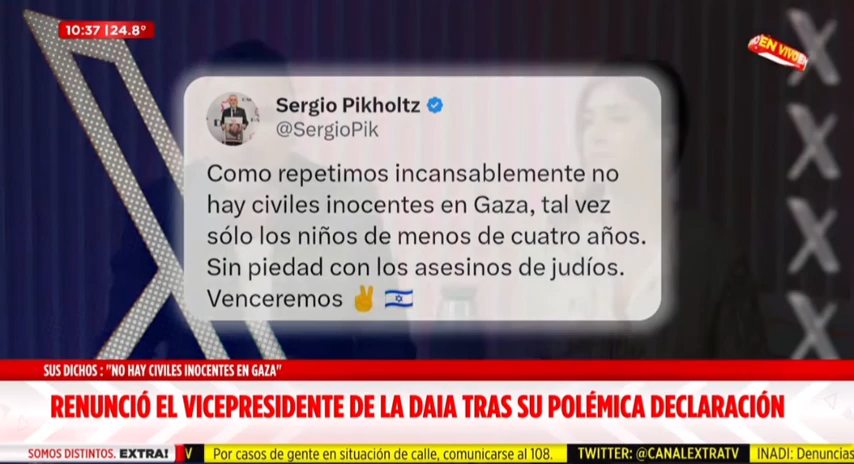 10:37 | 24.8°
EN VIVO
Sergio Pikholtz
@SergioPik
Como repetimos incansablemente no
hay civiles inocentes en Gaza, tal vez
sólo los niños de menos de cuatro años.
Sin piedad con los asesinos de judíos.
Venceremos ✌️ 🇮🇱
SUS DICHOS : "NO HAY CIVILES INOCENTES EN GAZA"
RENUNCIÓ EL VICEPRESIDENTE DE LA DAIA TRAS SU POLÉMICA DECLARACIÓN
SOMOS DISTINTOS. EXTRA! V Por casos de gente en situación de calle, comunicarse al 108. TWITTER: @CANALEXTRATV INADI: Denuncias